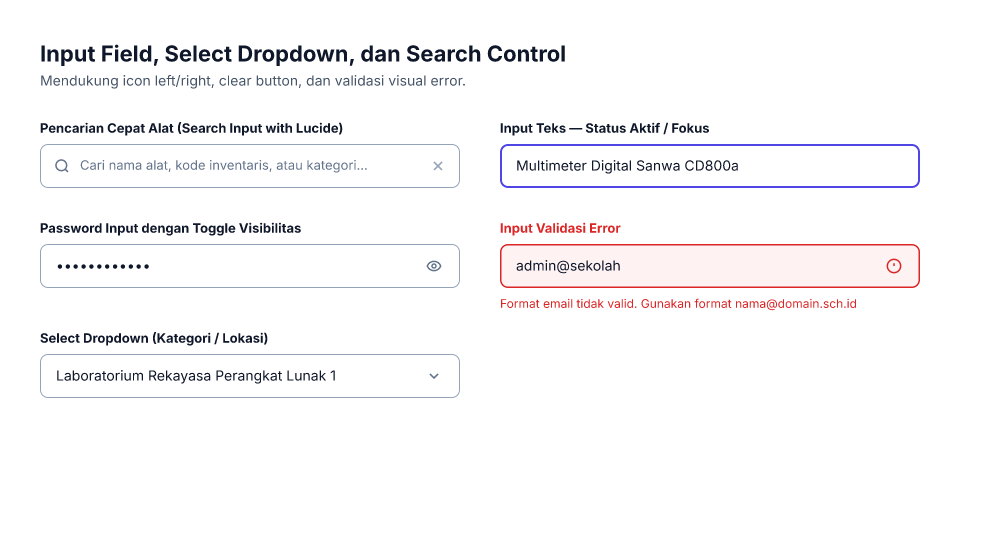 Input Field, Select Dropdown, dan Search Control
Mendukung icon left/right, clear button, dan validasi visual error.
Pencarian Cepat Alat (Search Input with Lucide)
Cari nama alat, kode inventaris, atau kategori...
Input Teks — Status Aktif / Fokus
Multimeter Digital Sanwa CD800a
Password Input dengan Toggle Visibilitas
••••••••••••
Input Validasi Error
admin@sekolah
Format email tidak valid. Gunakan format nama@domain.sch.id
Select Dropdown (Kategori / Lokasi)
Laboratorium Rekayasa Perangkat Lunak 1